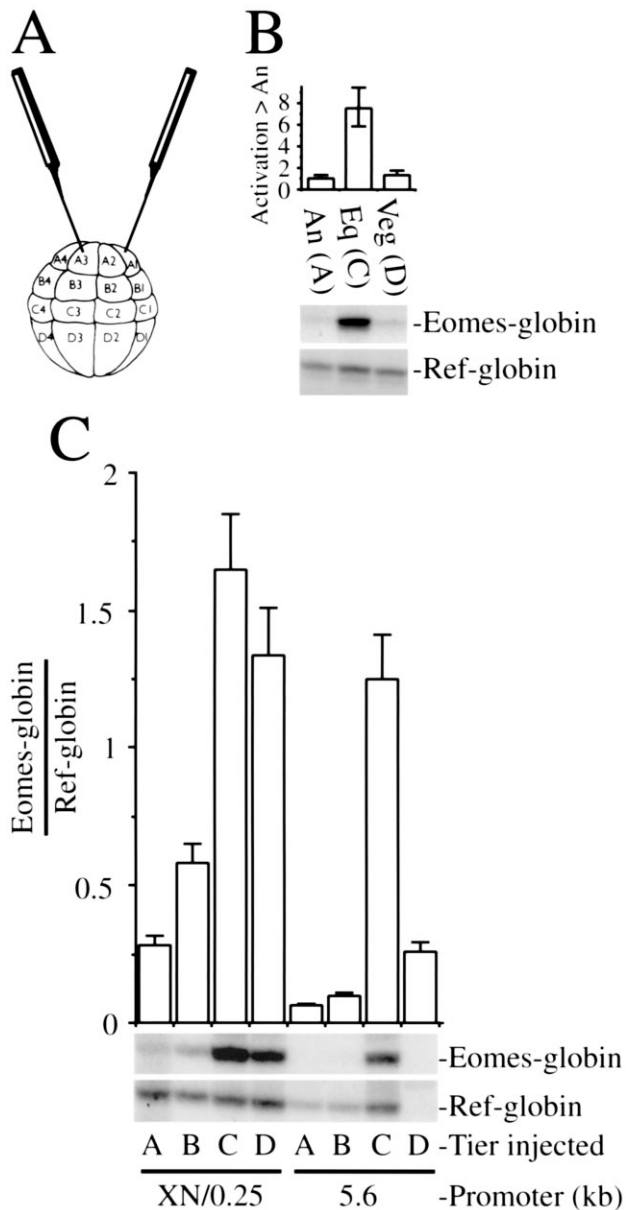 A
B
A4 A3 A2 A1
B4 B3 B2 B1
C4 C3 C2 C1
D4 D3 D2 D1
Activation > An
8
6
4
2
0
An (A)
Eq (C)
Veg (D)
-Eomes-globin
-Ref-globin
C
Eomes-globin
Ref-globin
2
1.5
1
0.5
0
-Eomes-globin
-Ref-globin
A B C D A B C D -Tier injected
XN/0.25 5.6 -Promoter (kb)